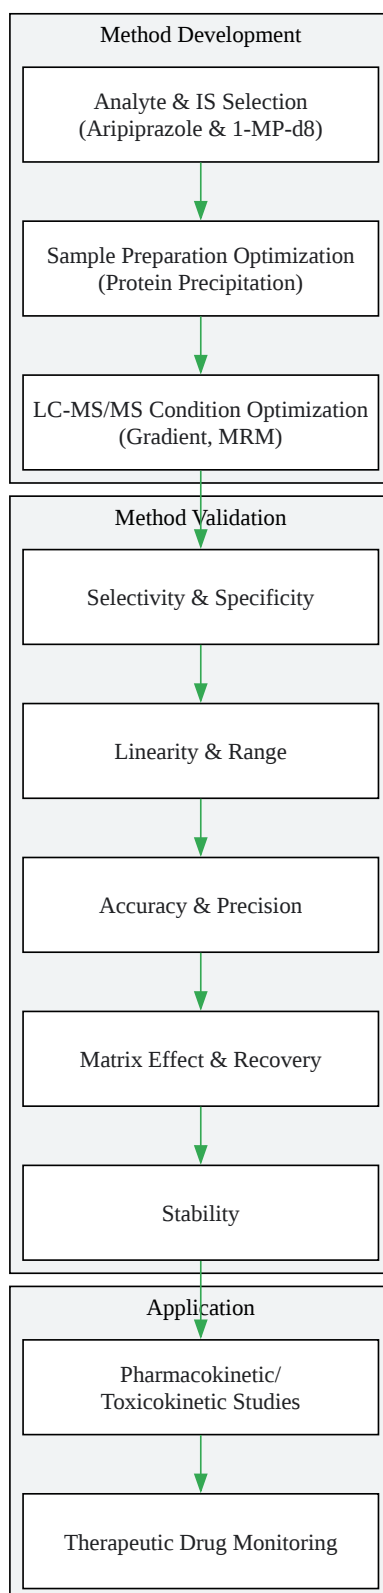 Method Development
Analyte & IS Selection
(Aripiprazole & 1-MP-d8)
Sample Preparation Optimization
(Protein Precipitation)
LC-MS/MS Condition Optimization
(Gradient, MRM)
Method Validation
Selectivity & Specificity
Linearity & Range
Accuracy & Precision
Matrix Effect & Recovery
Stability
Application
Pharmacokinetic/
Toxicokinetic Studies
Therapeutic Drug Monitoring